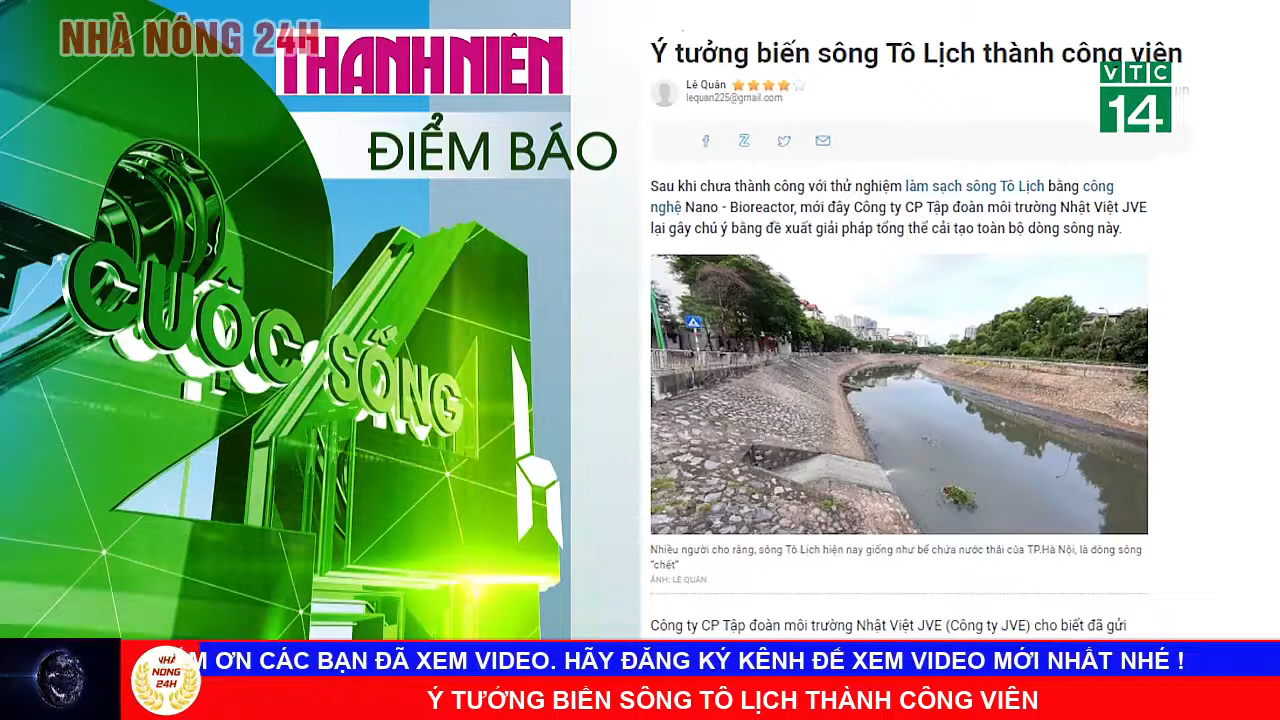 NHÀ NÔNG 24H
THANH NIÊN
ĐIỂM BÁO
CUỘC SỐNG
24h
Ý tưởng biến sông Tô Lịch thành công viên
VTC
14
Lê Quân
lequan225@gmail.com
Sau khi chưa thành công với thử nghiệm làm sạch sông Tô Lịch bằng công
nghệ Nano - Bioreactor, mới đây Công ty CP Tập đoàn môi trường Nhật Việt JVE
lại gây chú ý bằng đề xuất giải pháp tổng thể cải tạo toàn bộ dòng sông này.
Nhiều người cho rằng, sông Tô Lịch hiện nay giống như bể chứa nước thải của TP.Hà Nội, là dòng sông
"chết"
ẢNH: LÊ QUÂN
Công ty CP Tập đoàn môi trường Nhật Việt JVE (Công ty JVE) cho biết đã gửi
NHÀ
NÔNG
24H
ƠN CÁC BẠN ĐÃ XEM VIDEO. HÃY ĐĂNG KÝ KÊNH ĐỂ XEM VIDEO MỚI NHẤT NHÉ !
Ý TƯỞNG BIẾN SÔNG TÔ LỊCH THÀNH CÔNG VIÊN